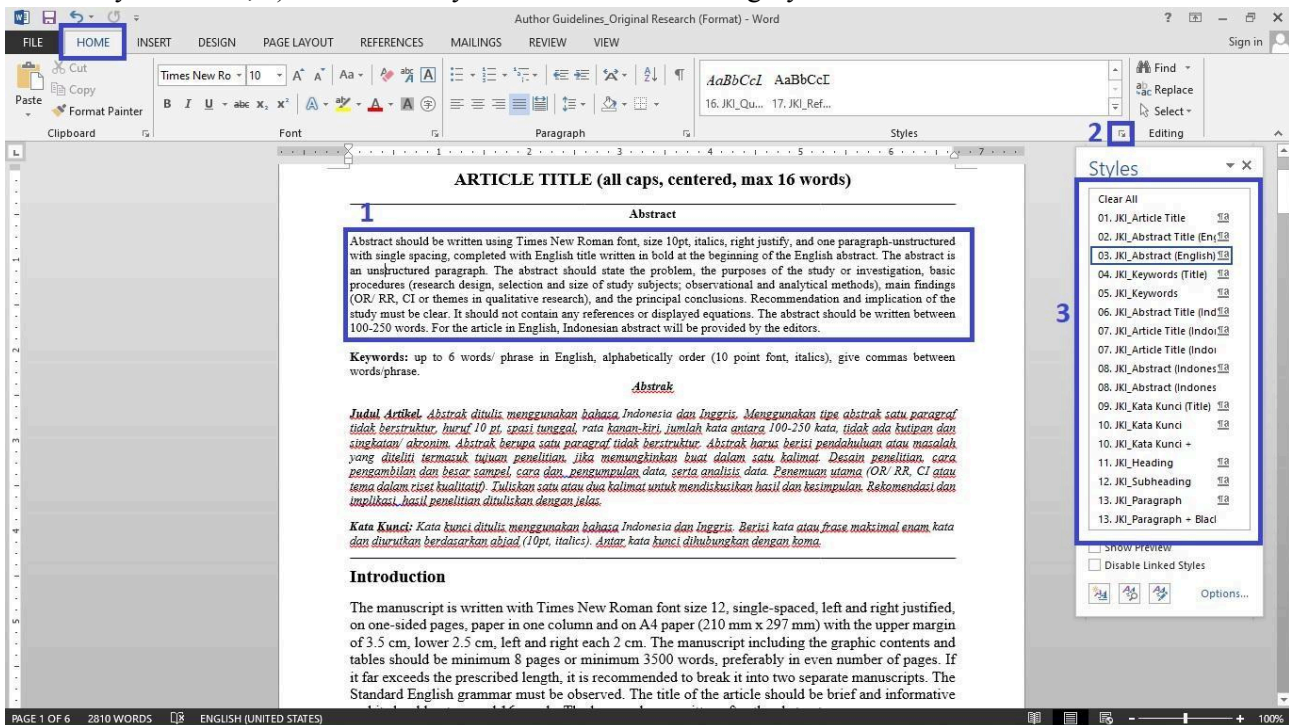 Author Guidelines_Original Research (Format) - Word
FILE HOME INSERT DESIGN PAGE LAYOUT REFERENCES MAILINGS REVIEW VIEW Sign in
Cut
Copy
Format Painter
Paste
Times New Ro 10
Find
Replace
Select
AaBbCcI AaBbCcI
16. JKI_Qu... 17. JKI_Ref...
Clipboard Font Paragraph Styles 2 Editing
1 2 3 4 5 6 7
ARTICLE TITLE (all caps, centered, max 16 words)
1
Abstract
Abstract should be written using Times New Roman font, size 10pt, italics, right justify, and one paragraph-unstructured
with single spacing, completed with English title written in bold at the beginning of the English abstract. The abstract is
an unstructured paragraph. The abstract should state the problem, the purposes of the study or investigation, basic
procedures (research design, selection and size of study subjects; observational and analytical methods), main findings
(OR/ RR, CI or themes in qualitative research), and the principal conclusions. Recommendation and implication of the
study must be clear. It should not contain any references or displayed equations. The abstract should be written between
100-250 words. For the article in English, Indonesian abstract will be provided by the editors.
Keywords: up to 6 words/ phrase in English, alphabetically order (10 point font, italics), give commas between
words/phrase.
Abstrak
Judul Artikel. Abstrak ditulis menggunakan bahasa Indonesia dan Inggris. Menggunakan tipe abstrak satu paragraf
tidak berstruktur, huruf 10 pt, spasi tunggal, rata kanan-kiri, jumlah kata antara 100-250 kata, tidak ada kutipan dan
singkatan/ akronim. Abstrak berupa satu paragraf tidak berstruktur. Abstrak harus berisi pendahuluan atau masalah
yang diteliti termasuk tujuan penelitian, jika memungkinkan buat dalam satu kalimat. Desain penelitian, cara
pengambilan dan besar sampel, cara dan pengumpulan data, serta analisis data. Penemuan utama (OR/ RR, CI atau
tema dalam riset kualitatif). Tuliskan satu atau dua kalimat untuk mendiskusikan hasil dan kesimpulan. Rekomendasi dan
implikasi hasil penelitian dituliskan dengan jelas.
Kata Kunci: Kata kunci ditulis menggunakan bahasa Indonesia dan Inggris. Berisi kata atau frase maksimal enam kata
dan diurutkan berdasarkan abjad (10pt, italics). Antar kata kunci dihubungkan dengan koma.
Introduction
The manuscript is written with Times New Roman font size 12, single-spaced, left and right justified,
on one-sided pages, paper in one column and on A4 paper (210 mm x 297 mm) with the upper margin
of 3.5 cm, lower 2.5 cm, left and right each 2 cm. The manuscript including the graphic contents and
tables should be minimum 8 pages or minimum 3500 words, preferably in even number of pages. If
it far exceeds the prescribed length, it is recommended to break it into two separate manuscripts. The
Standard English grammar must be observed. The title of the article should be brief and informative
Styles
Clear All
01. JKI_Article Title
02. JKI_Abstract Title (Eng
03. JKI_Abstract (English)
04. JKI_Keywords (Title)
05. JKI_Keywords
3
06. JKI_Abstract Title (Ind
07. JKI_Article Title (Indo
07. JKI_Article Title (Indo
08. JKI_Abstract (Indones
08. JKI_Abstract (Indones
09. JKI_Kata Kunci (Title)
10. JKI_Kata Kunci
10. JKI_Kata Kunci +
11. JKI_Heading
12. JKI_Subheading
13. JKI_Paragraph
13. JKI_Paragraph + Blac
Show Preview
Disable Linked Styles
Options...
PAGE 1 OF 6 2810 WORDS ENGLISH (UNITED STATES) 100%